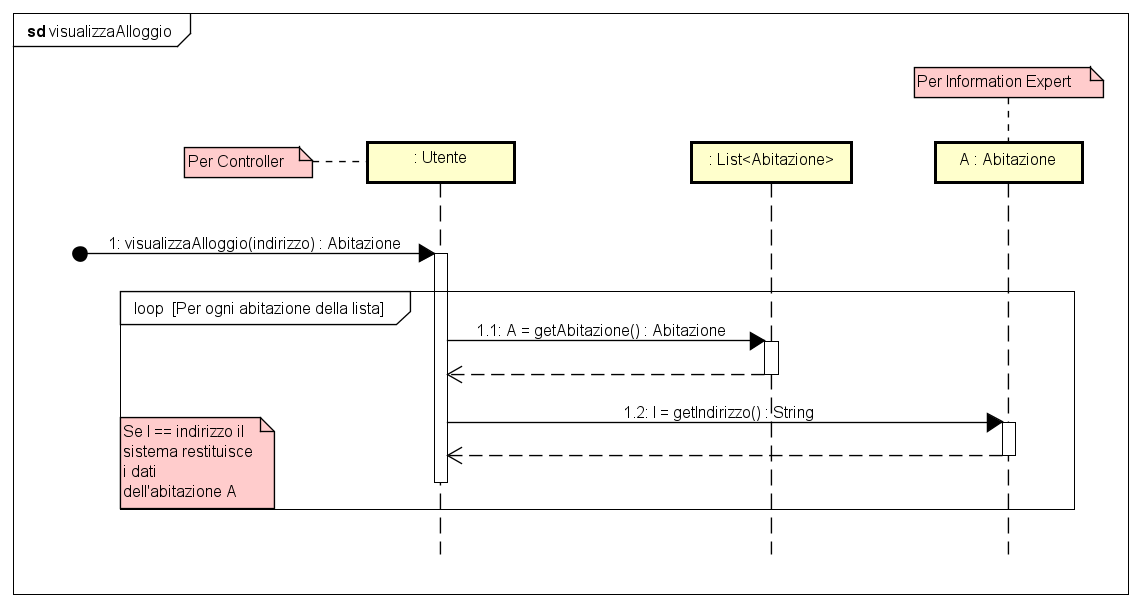 sd visualizzaAlloggio
Per Information Expert
Per Controller
: Utente
: List<Abitazione>
A : Abitazione
1: visualizzaAlloggio(indirizzo) : Abitazione
loop [Per ogni abitazione della lista]
1.1: A = getAbitazione() : Abitazione
1.2: I = getIndirizzo() : String
Se I == indirizzo il
sistema restituisce
i dati
dell'abitazione A